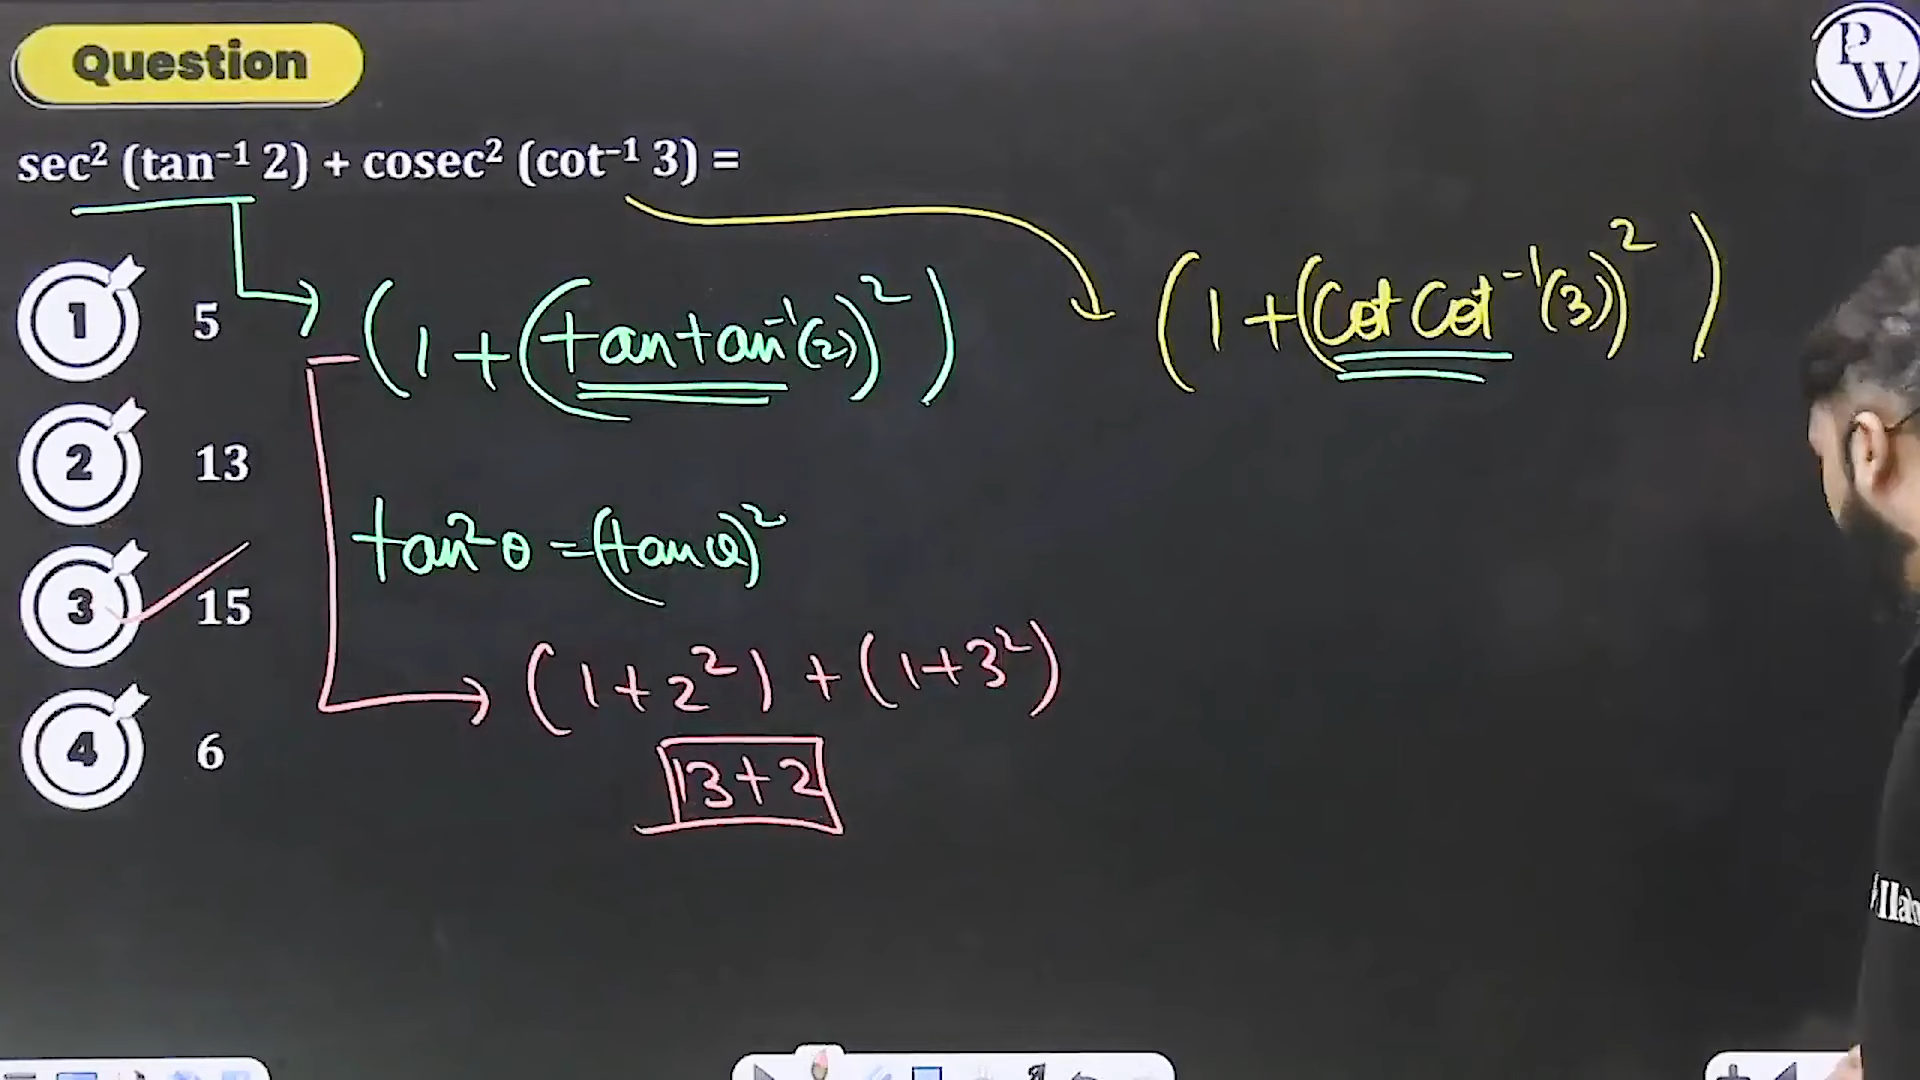 Question
PW
sec² (tan⁻¹ 2) + cosec² (cot⁻¹ 3) =
(1 + (tan tan⁻¹(2))²)
(1 + (cot cot⁻¹(3))²)
1 5
2 13
3 15
4 6
tan²θ = (tanθ)²
(1+2²) + (1+3²)
13+2